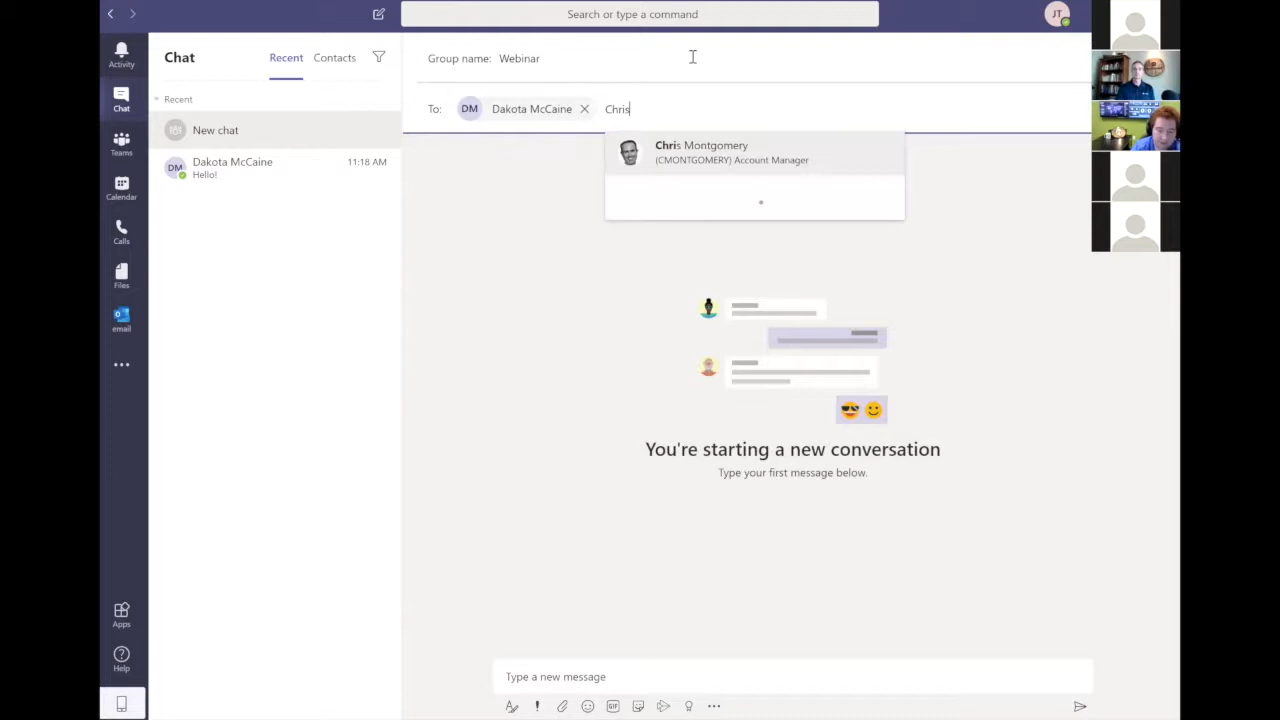 Search or type a command
JT
Activity
Chat
Teams
Calendar
Calls
Files
email
Apps
Help
Chat
Recent
Contacts
Recent
New chat
DM
Dakota McCaine
11:18 AM
Hello!
Group name: Webinar
To: DM Dakota McCaine Chris
Chris Montgomery
(CMONTGOMERY) Account Manager
You're starting a new conversation
Type your first message below.
Type a new message
GIF